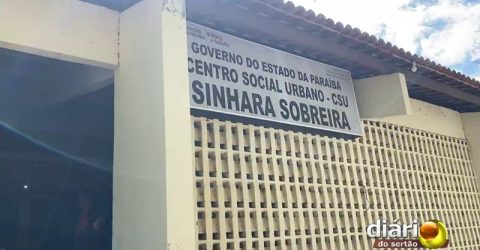 GOVERNO DO ESTADO DA PARAÍBA
CENTRO SOCIAL URBANO - CSU
SINHARA SOBREIRA
diário
do sertão